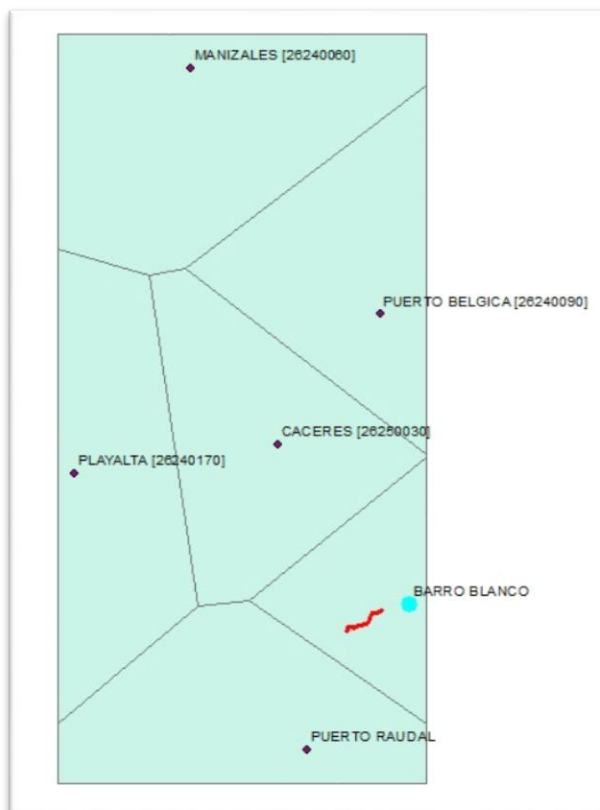 MANIZALES [26240060]
PUERTO BELGICA [26240090]
CACERES [26250030]
PLAYALTA [26240170]
BARRO BLANCO
PUERTO RAUDAL